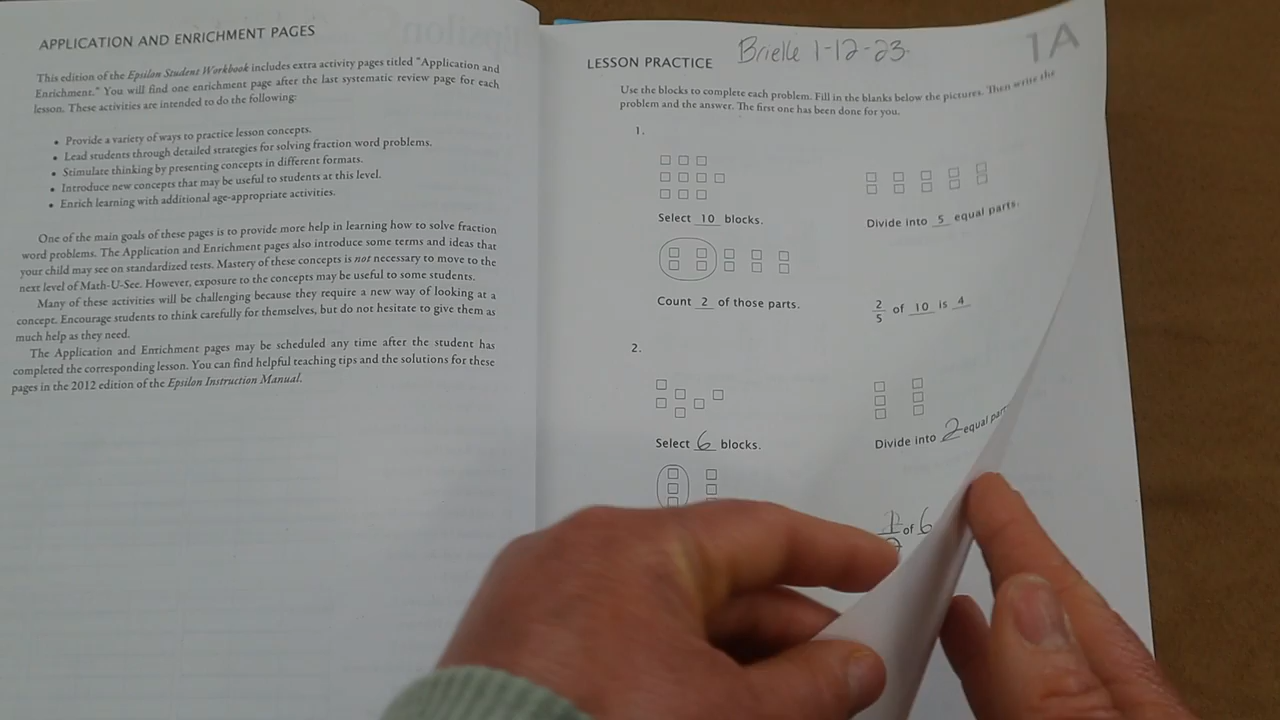 APPLICATION AND ENRICHMENT PAGES
This edition of the Epsilon Student Workbook includes extra activity pages titled "Application and
Enrichment." You will find one enrichment page after the last systematic review page for each
lesson. These activities are intended to do the following:
• Provide a variety of ways to practice lesson concepts.
• Lead students through detailed strategies for solving fraction word problems.
• Stimulate thinking by presenting concepts in different formats.
• Introduce new concepts that may be useful to students at this level.
• Enrich learning with additional age-appropriate activities.
One of the main goals of these pages is to provide more help in learning how to solve fraction
word problems. The Application and Enrichment pages also introduce some terms and ideas that
your child may see on standardized tests. Mastery of these concepts is not necessary to move to the
next level of Math-U-See. However, exposure to the concepts may be useful to some students.
Many of these activities will be challenging because they require a new way of looking at a
concept. Encourage students to think carefully for themselves, but do not hesitate to give them as
much help as they need.
The Application and Enrichment pages may be scheduled any time after the student has
completed the corresponding lesson. You can find helpful teaching tips and the solutions for these
pages in the 2012 edition of the Epsilon Instruction Manual.
LESSON PRACTICE Brielle 1-12-23 1A
Use the blocks to complete each problem. Fill in the blanks below the pictures. Then write the
problem and the answer. The first one has been done for you.
1.
Select 10 blocks. Divide into 5 equal parts.
Count 2 of those parts. 2/5 of 10 is 4
2.
Select 6 blocks. Divide into 2 equal
1 of 6